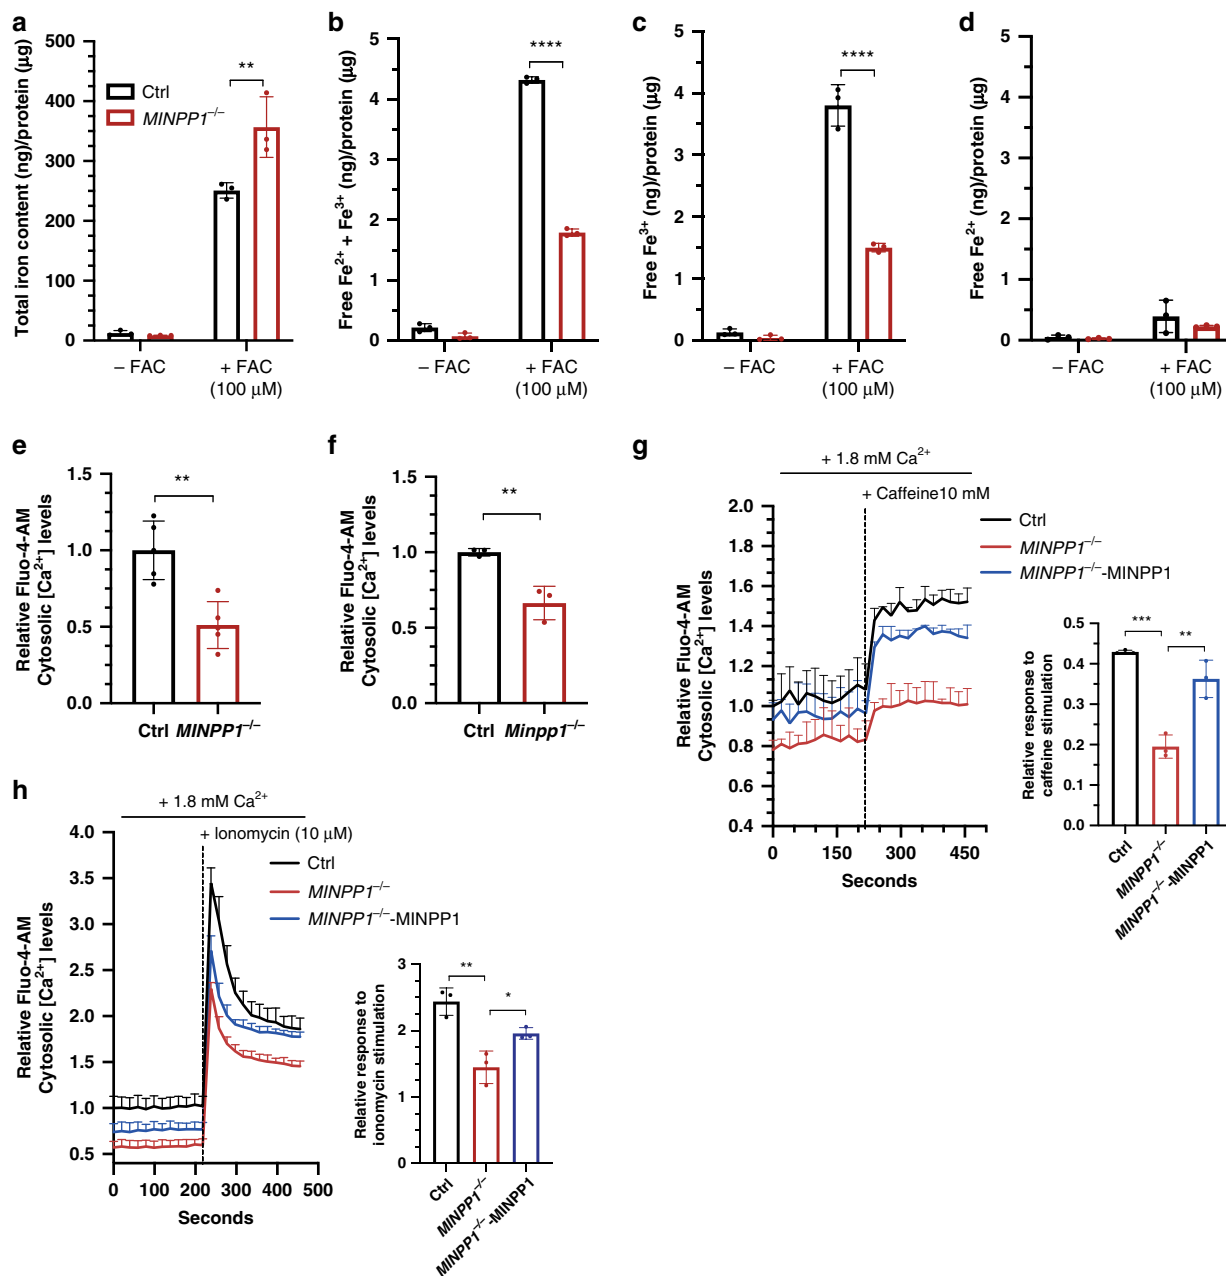 a
Total iron content (ng)/protein (μg)
500
400
300
200
100
0
**
Ctrl
MINPP1⁻/⁻
– FAC
+ FAC
(100 μM)
b
Free Fe²⁺ + Fe³⁺ (ng)/protein (μg)
5
4
3
2
1
0
****
– FAC
+ FAC
(100 μM)
c
Free Fe³⁺ (ng)/protein (μg)
5
4
3
2
1
0
****
– FAC
+ FAC
(100 μM)
d
Free Fe²⁺ (ng)/protein (μg)
5
4
3
2
1
0
– FAC
+ FAC
(100 μM)
e
Relative Fluo-4-AM
Cytosolic [Ca²⁺] levels
1.5
1.0
0.5
0.0
**
Ctrl MINPP1⁻/⁻
f
Relative Fluo-4-AM
Cytosolic [Ca²⁺] levels
1.5
1.0
0.5
0.0
**
Ctrl Minpp1⁻/⁻
g
+ 1.8 mM Ca²⁺
+ Caffeine10 mM
Relative Fluo-4-AM
Cytosolic [Ca²⁺] levels
2.0
1.8
1.6
1.4
1.2
1.0
0.8
0.6
0.4
0 150 300 450
Seconds
Ctrl
MINPP1⁻/⁻
MINPP1⁻/⁻-MINPP1
Relative response to
caffeine stimulation
0.5
0.4
0.3
0.2
0.1
0.0
*** **
Ctrl
MINPP1⁻/⁻
MINPP1⁻/⁻-MINPP1
h
+ 1.8 mM Ca²⁺
+ Ionomycin (10 μM)
Relative Fluo-4-AM
Cytosolic [Ca²⁺] levels
4.0
3.5
3.0
2.5
2.0
1.5
1.0
0.5
0 100 200 300 400 500
Seconds
Ctrl
MINPP1⁻/⁻
MINPP1⁻/⁻-MINPP1
Relative response to
ionomycin stimulation
3
2
1
0
** *
Ctrl
MINPP1⁻/⁻
MINPP1⁻/⁻-MINPP1